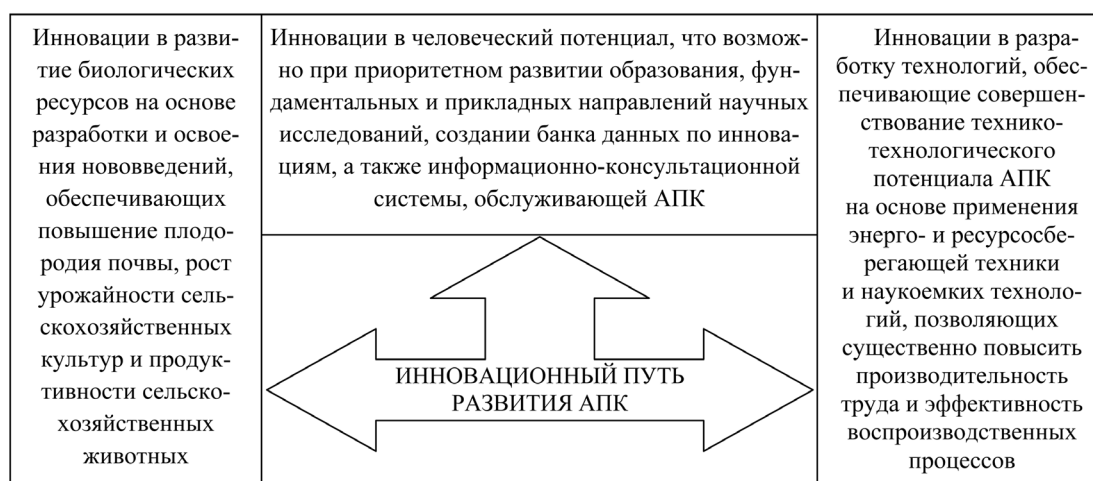 Инновации в разви-
тие биологических
ресурсов на основе
разработки и освое-
ния нововведений,
обеспечивающих
повышение плодо-
родия почвы, рост
урожайности сель-
скохозяйственных
культур и продук-
тивности сельско-
хозяйственных
животных
Инновации в человеческий потенциал, что возмож-
но при приоритетном развитии образования, фун-
даментальных и прикладных направлений научных
исследований, создании банка данных по иннова-
циям, а также информационно-консультационной
системы, обслуживающей АПК
ИННОВАЦИОННЫЙ ПУТЬ
РАЗВИТИЯ АПК
Инновации в разра-
ботку технологий, обес-
печивающие совершен-
ствование технико-
технологического
потенциала АПК
на основе применения
энерго- и ресурсосбе-
регающей техники
и наукоемких техноло-
гий, позволяющих
существенно повысить
производительность
труда и эффективность
воспроизводственных
процессов